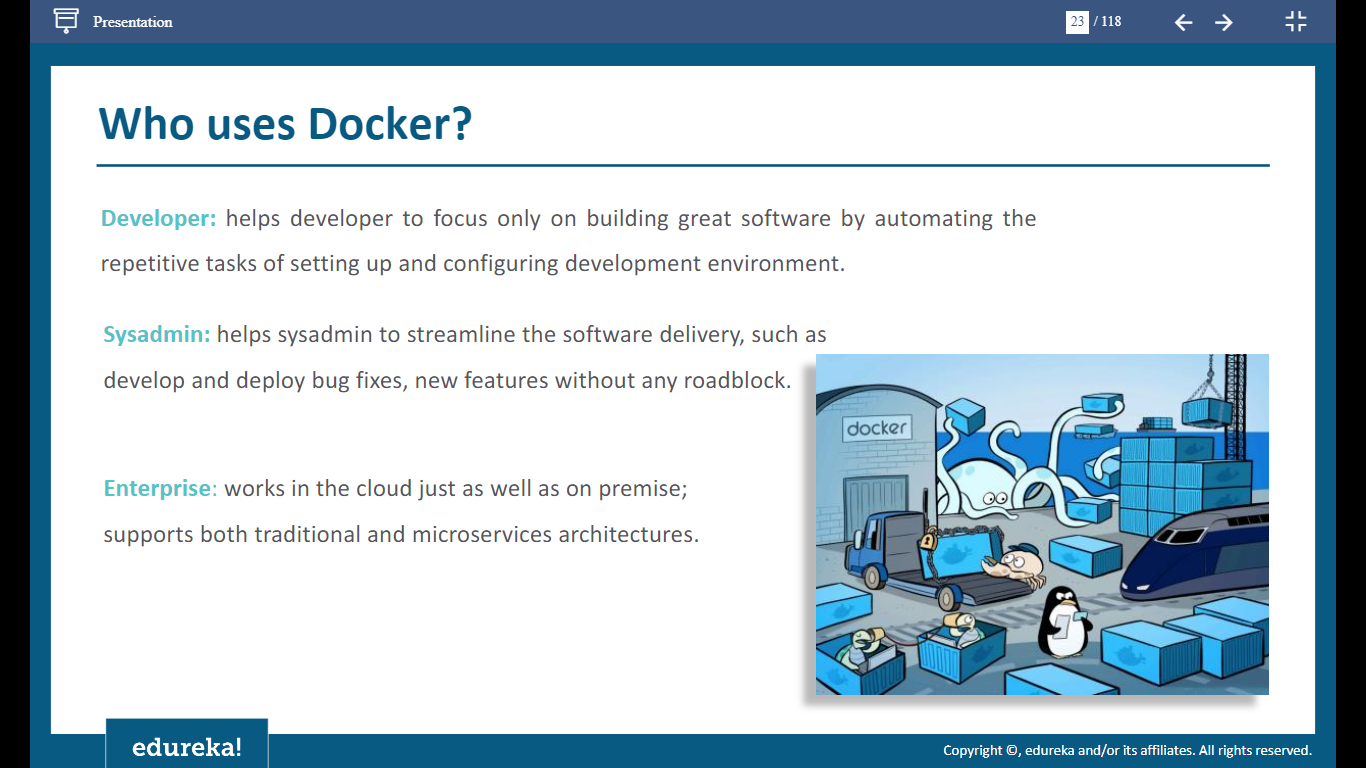 Presentation
23 / 118
Who uses Docker?
Developer: helps developer to focus only on building great software by automating the
repetitive tasks of setting up and configuring development environment.
Sysadmin: helps sysadmin to streamline the software delivery, such as
develop and deploy bug fixes, new features without any roadblock.
docker
Enterprise: works in the cloud just as well as on premise;
supports both traditional and microservices architectures.
edureka!
Copyright ©, edureka and/or its affiliates. All rights reserved.